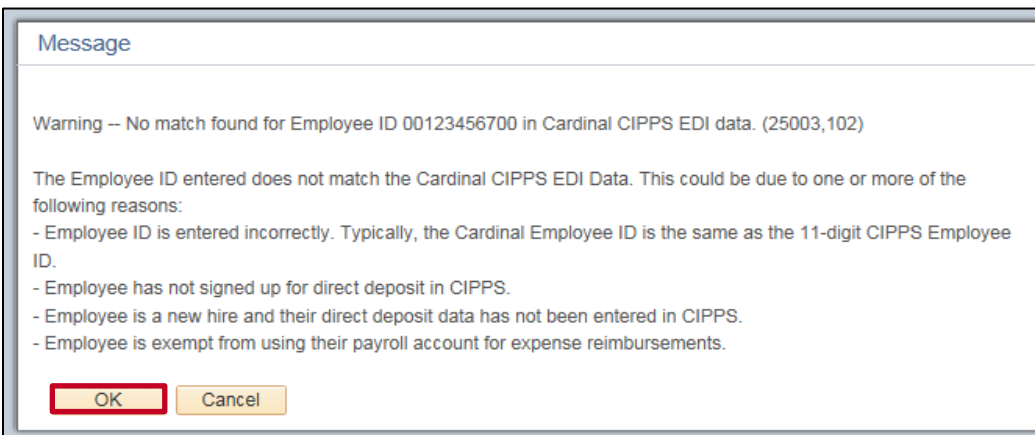 Message
Warning -- No match found for Employee ID 00123456700 in Cardinal CIPPS EDI data. (25003,102)
The Employee ID entered does not match the Cardinal CIPPS EDI Data. This could be due to one or more of the
following reasons:
- Employee ID is entered incorrectly. Typically, the Cardinal Employee ID is the same as the 11-digit CIPPS Employee
ID.
- Employee has not signed up for direct deposit in CIPPS.
- Employee is a new hire and their direct deposit data has not been entered in CIPPS.
- Employee is exempt from using their payroll account for expense reimbursements.
OK Cancel